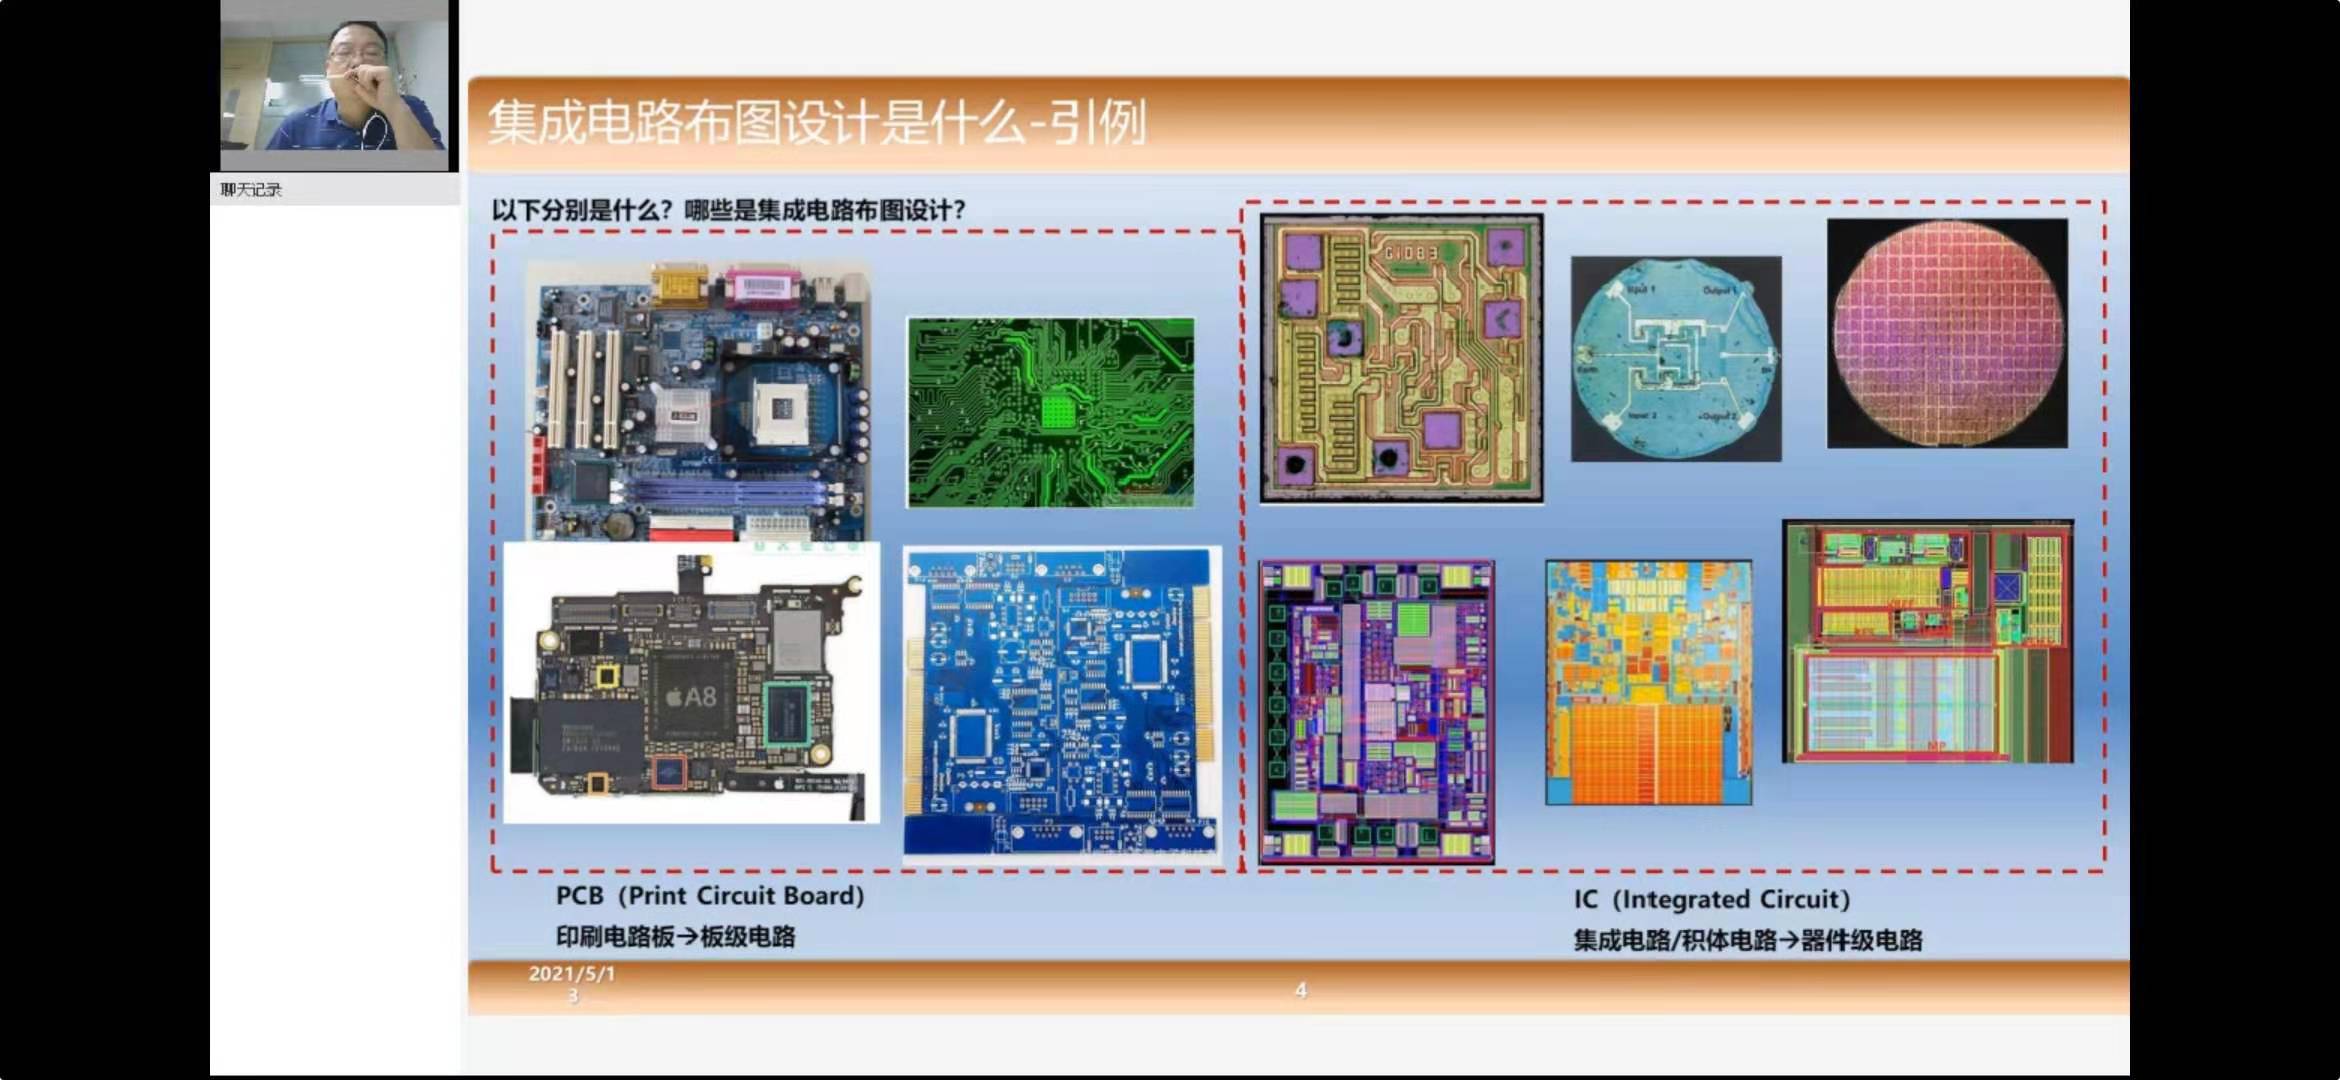 聊天记录
集成电路布图设计是什么-引例
以下分别是什么？哪些是集成电路布图设计？
G1083
Input 1
Output 1
Earth
Input 2
Output 2
A8
MP
PCB（Print Circuit Board）
印刷电路板→板级电路
IC（Integrated Circuit）
集成电路/积体电路→器件级电路
2021/5/1
3
4